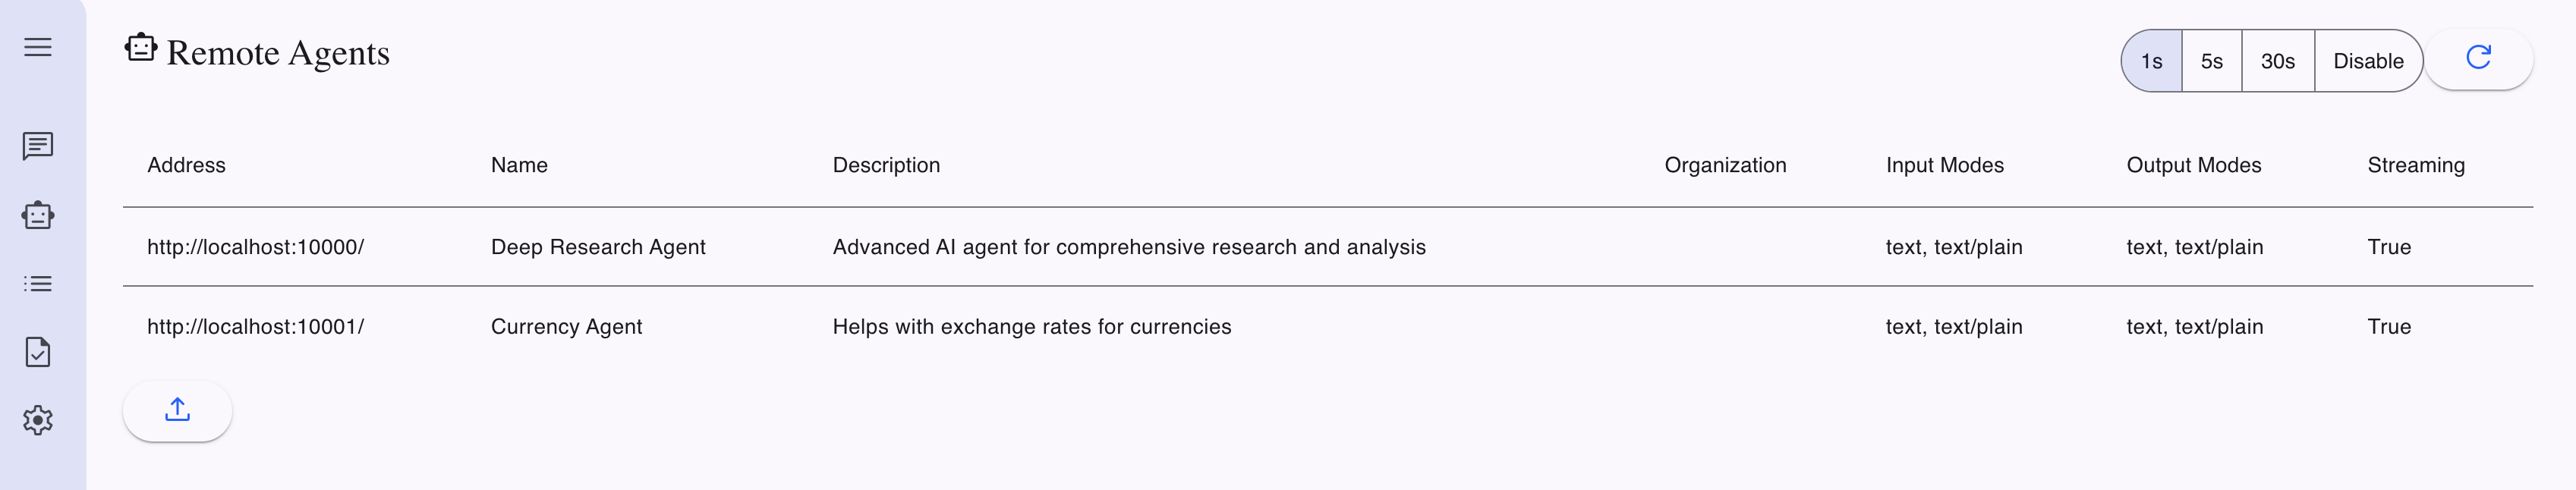 Remote Agents
1s 5s 30s Disable
Address Name Description Organization Input Modes Output Modes Streaming
http://localhost:10000/ Deep Research Agent Advanced AI agent for comprehensive research and analysis text, text/plain text, text/plain True
http://localhost:10001/ Currency Agent Helps with exchange rates for currencies text, text/plain text, text/plain True